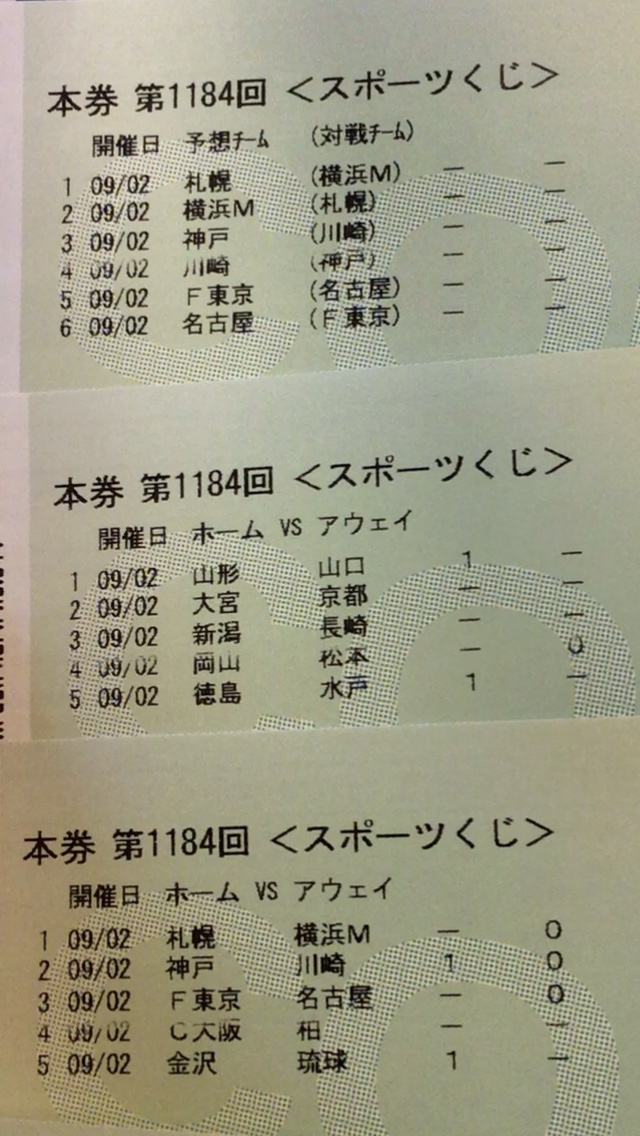 本券 第1184回 <スポーツくじ>
開催日 予想ﾁｰﾑ (対戦ﾁｰﾑ)
1 09/02 札幌 (横浜M) ― ―
2 09/02 横浜M (札幌) ― ―
3 09/02 神戸 (川崎) ― ―
4 09/02 川崎 (神戸) ― ―
5 09/02 F東京 (名古屋) ― ―
6 09/02 名古屋 (F東京) ― ―
本券 第1184回 <スポーツくじ>
開催日 ホーム VS アウェイ
1 09/02 山形 山口 1 ―
2 09/02 大宮 京都 ― ―
3 09/02 新潟 長崎 ― ―
4 09/02 岡山 松本 ― 0
5 09/02 徳島 水戸 1 ―
本券 第1184回 <スポーツくじ>
開催日 ホーム VS アウェイ
1 09/02 札幌 横浜M ― 0
2 09/02 神戸 川崎 1 0
3 09/02 F東京 名古屋 ― 0
4 09/02 C大阪 柏 ― ―
5 09/02 金沢 琉球 1 ―